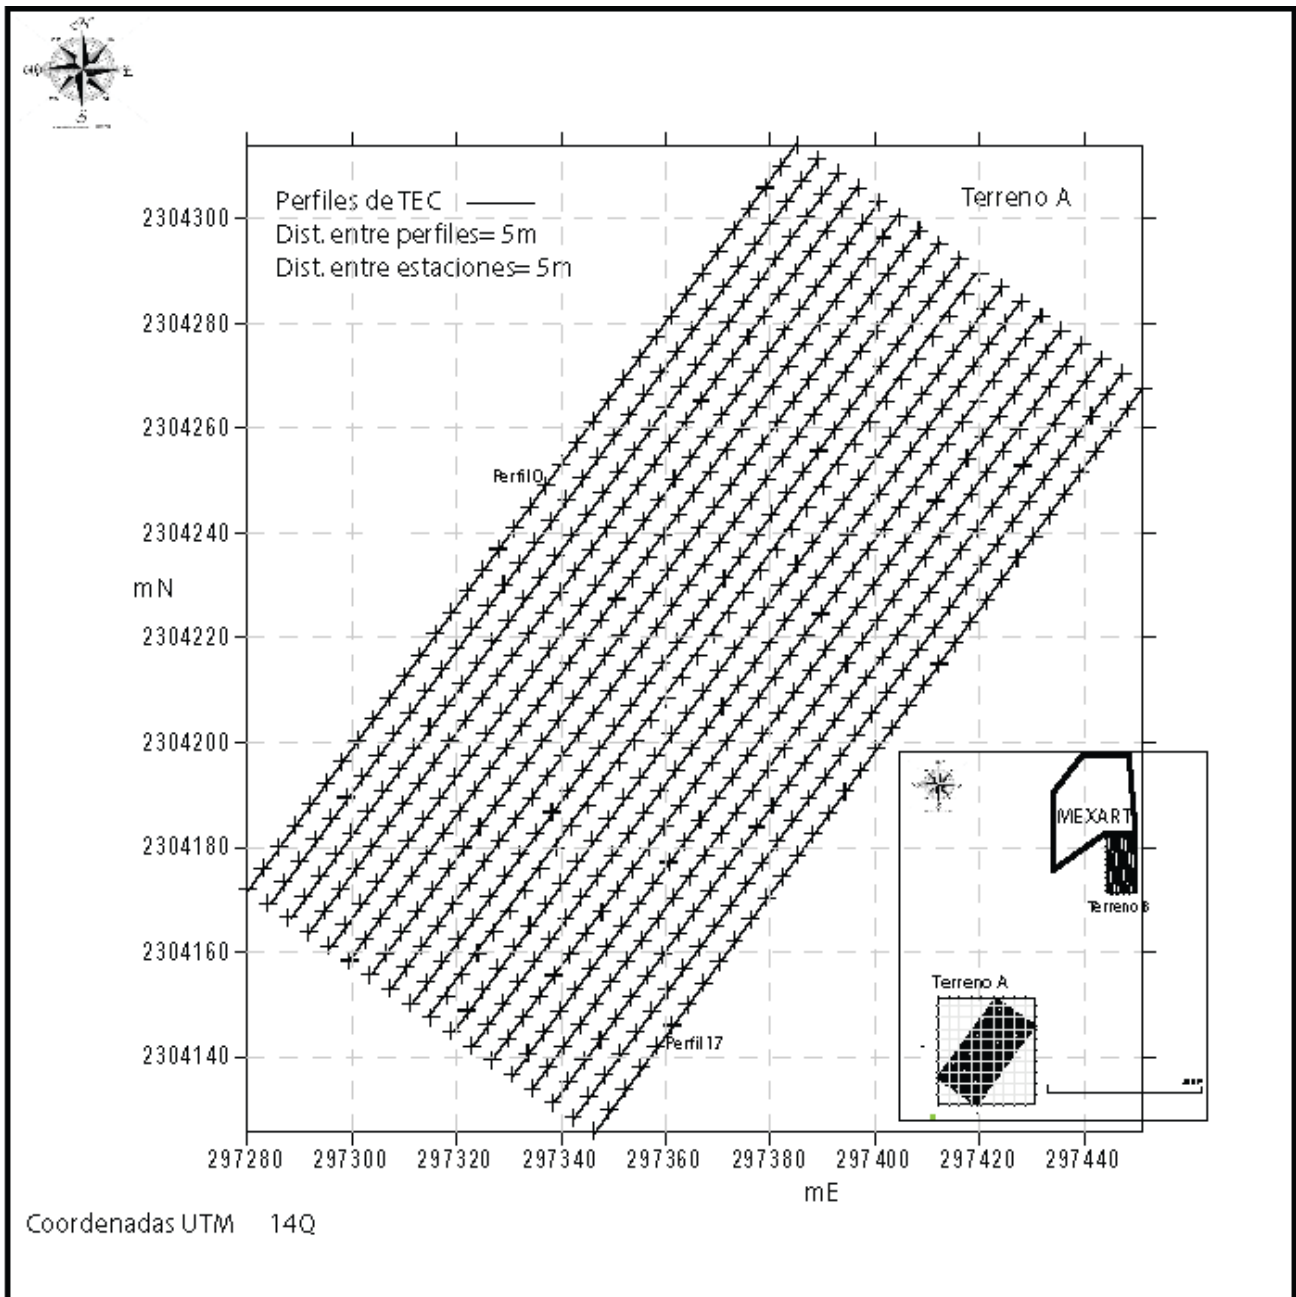 Perfiles de TEC
Dist. entre perfiles= 5m
Dist. entre estaciones= 5m
Terreno A
2304300
2304280
2304260
Perfil 0
2304240
mN
2304220
2304200
MEXART
2304180
Terreno B
2304160
Terreno A
2304140
Perfil 17
297280 297300 297320 297340 297360 297380 297400 297420 297440
mE
Coordenadas UTM 14Q